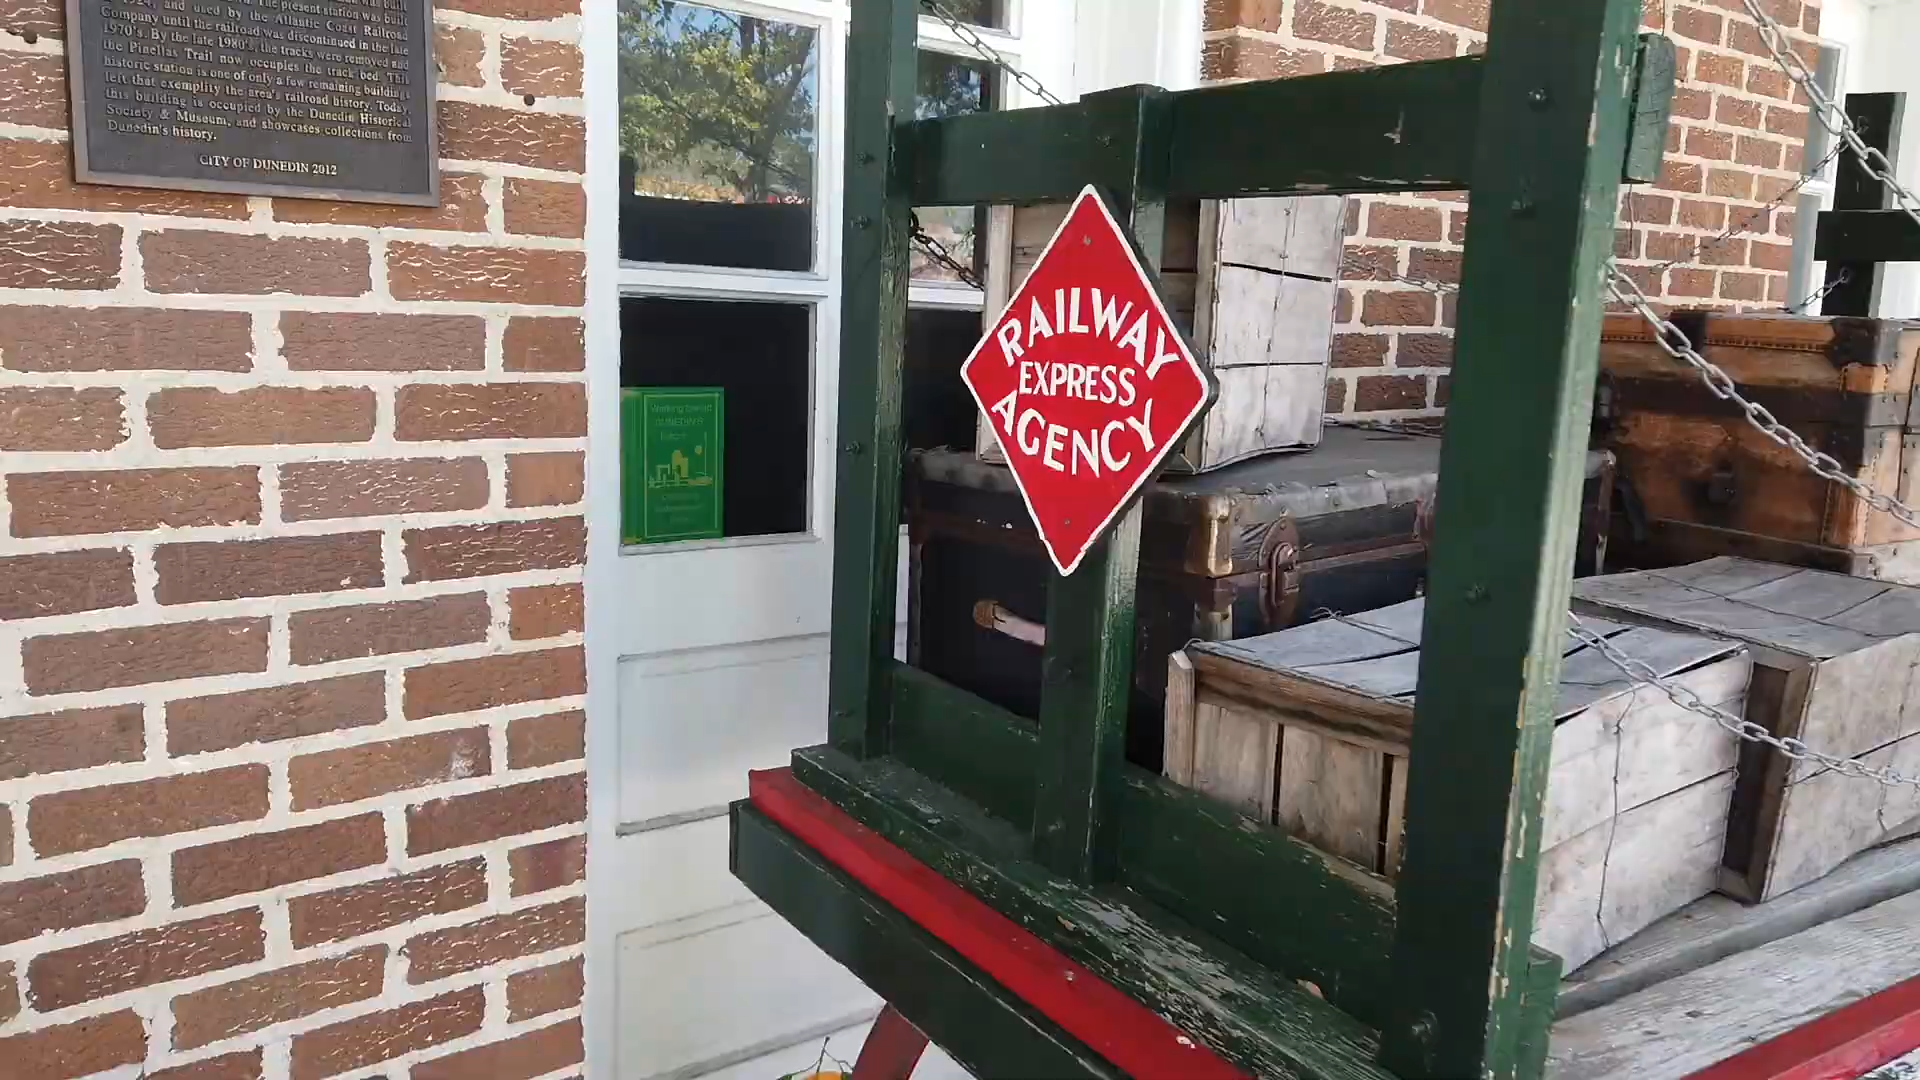 1924, and used by the Atlantic Coast Railroad
Company until the railroad was discontinued in the late
1970's. By the late 1980's, the tracks were removed and
the Pinellas Trail now occupies the track bed. This
historic station is one of only a few remaining buildings
left that exemplify the area's railroad history. Today,
this building is occupied by the Dunedin Historical
Society & Museum, and showcases collections from
Dunedin's history.
CITY OF DUNEDIN 2012
RAILWAY
EXPRESS
AGENCY
Working toward
DUNEDIN'S